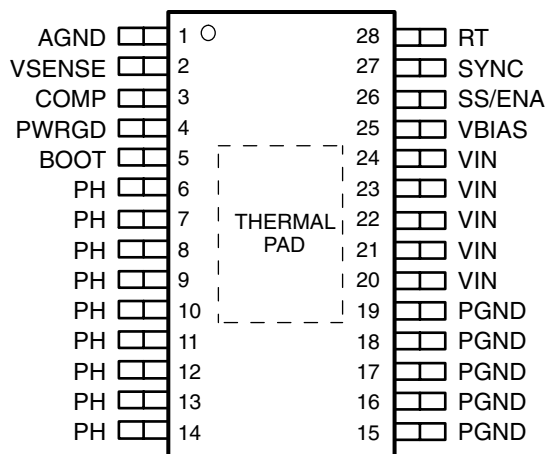 AGND 1 28 RT
VSENSE 2 27 SYNC
COMP 3 26 SS/ENA
PWRGD 4 25 VBIAS
BOOT 5 24 VIN
PH 6 23 VIN
PH 7 22 VIN
PH 8 21 VIN
PH 9 20 VIN
PH 10 19 PGND
PH 11 18 PGND
PH 12 17 PGND
PH 13 16 PGND
PH 14 15 PGND
THERMAL
PAD